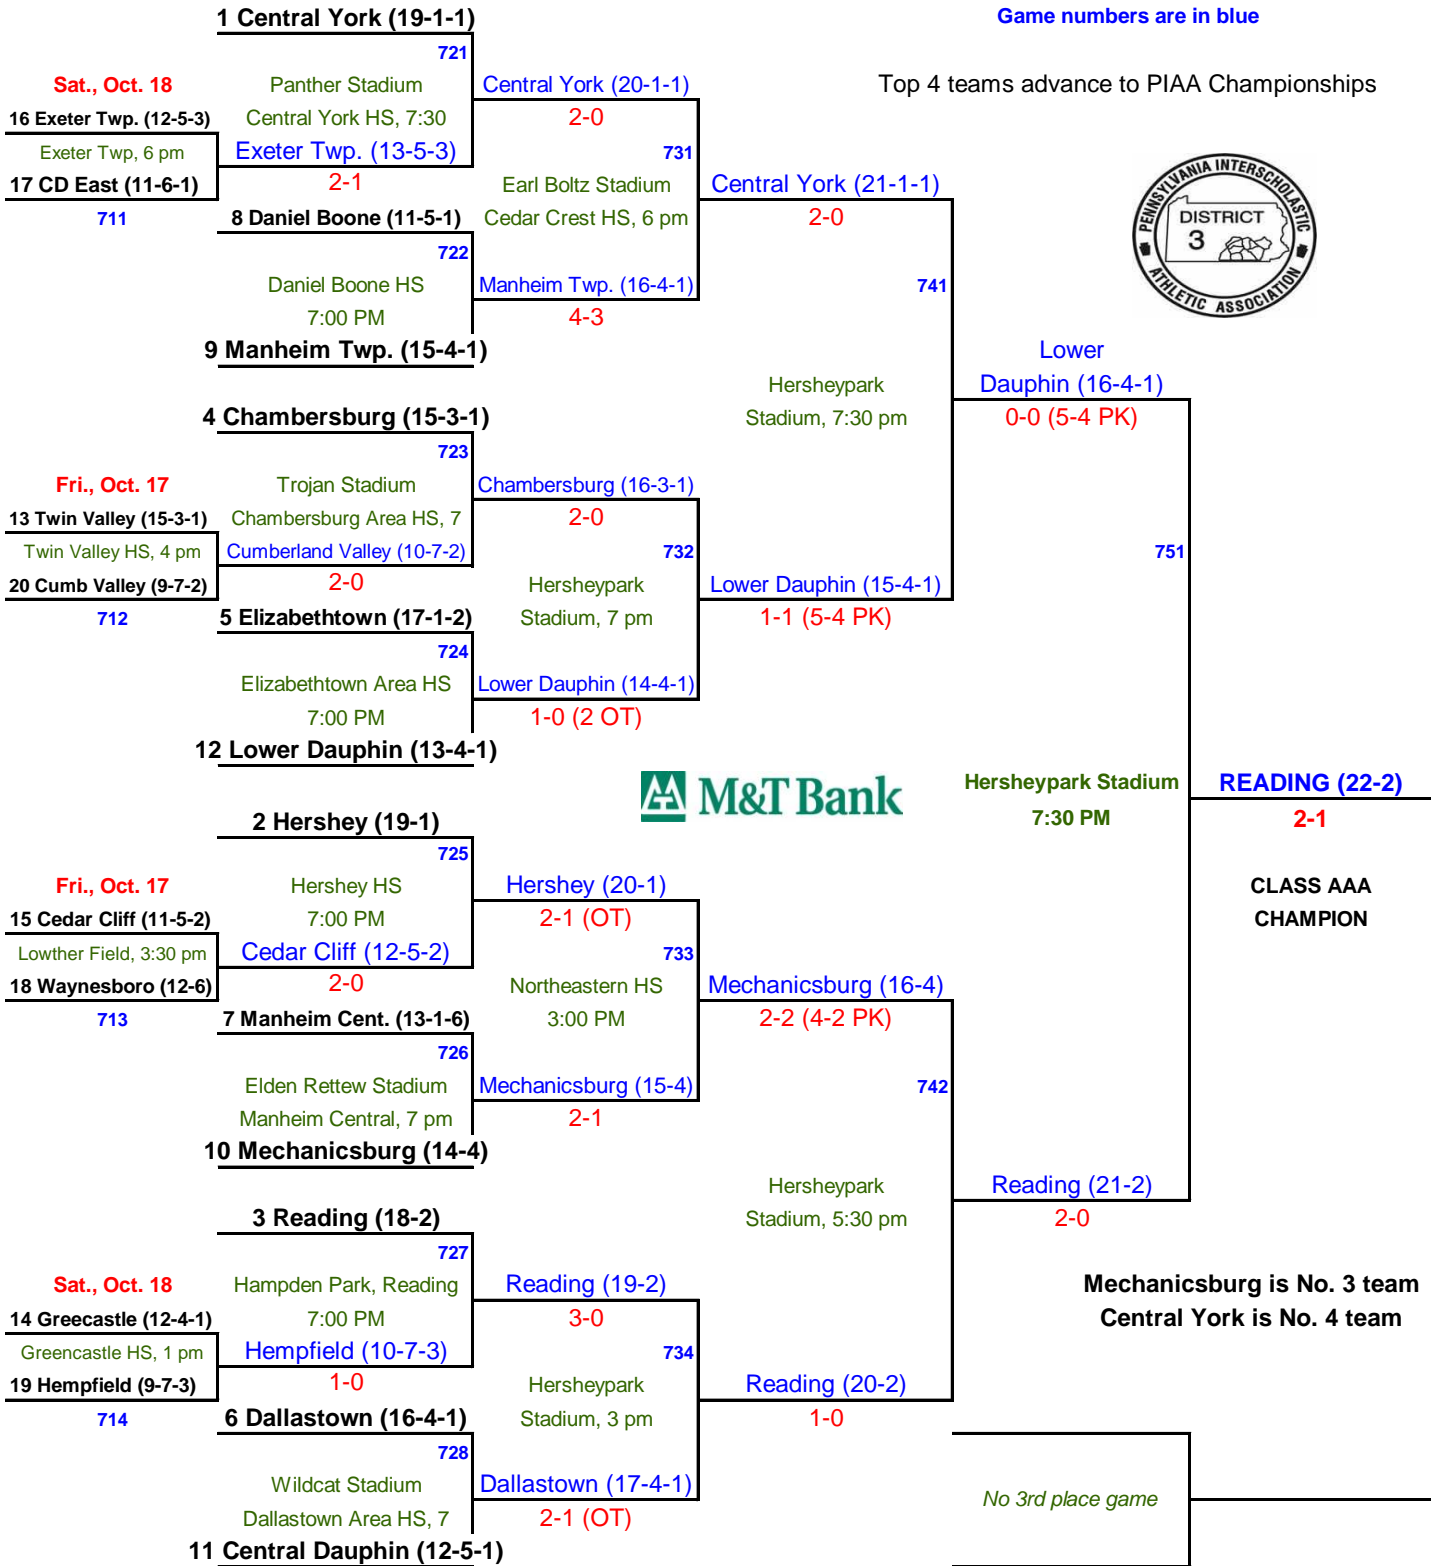 1 Central York (19-1-1)
Game numbers are in blue
721
Sat., Oct. 18
Panther Stadium
Central York (20-1-1)
Top 4 teams advance to PIAA Championships
16 Exeter Twp. (12-5-3)
Central York HS, 7:30
2-0
Exeter Twp, 6 pm
Exeter Twp. (13-5-3)
731
17 CD East (11-6-1)
2-1
Earl Boltz Stadium
Central York (21-1-1)
711
8 Daniel Boone (11-5-1)
Cedar Crest HS, 6 pm
2-0
PENNSYLVANIA INTERSCHOLASTIC
DISTRICT
3
ATHLETIC ASSOCIATION
722
Daniel Boone HS
Manheim Twp. (16-4-1)
741
7:00 PM
4-3
9 Manheim Twp. (15-4-1)
Lower
Hersheypark
Dauphin (16-4-1)
4 Chambersburg (15-3-1)
Stadium, 7:30 pm
0-0 (5-4 PK)
723
Fri., Oct. 17
Trojan Stadium
Chambersburg (16-3-1)
13 Twin Valley (15-3-1)
Chambersburg Area HS, 7
2-0
Twin Valley HS, 4 pm
Cumberland Valley (10-7-2)
732
751
20 Cumb Valley (9-7-2)
2-0
Hersheypark
Lower Dauphin (15-4-1)
712
5 Elizabethtown (17-1-2)
Stadium, 7 pm
1-1 (5-4 PK)
724
Elizabethtown Area HS
Lower Dauphin (14-4-1)
7:00 PM
1-0 (2 OT)
12 Lower Dauphin (13-4-1)
M&T Bank
Hersheypark Stadium
READING (22-2)
2 Hershey (19-1)
7:30 PM
2-1
725
Fri., Oct. 17
Hershey HS
Hershey (20-1)
CLASS AAA
15 Cedar Cliff (11-5-2)
7:00 PM
2-1 (OT)
CHAMPION
Lowther Field, 3:30 pm
Cedar Cliff (12-5-2)
733
18 Waynesboro (12-6)
2-0
Northeastern HS
Mechanicsburg (16-4)
713
7 Manheim Cent. (13-1-6)
3:00 PM
2-2 (4-2 PK)
726
Elden Rettew Stadium
Mechanicsburg (15-4)
742
Manheim Central, 7 pm
2-1
10 Mechanicsburg (14-4)
Hersheypark
Reading (21-2)
3 Reading (18-2)
Stadium, 5:30 pm
2-0
727
Sat., Oct. 18
Hampden Park, Reading
Reading (19-2)
Mechanicsburg is No. 3 team
14 Greecastle (12-4-1)
7:00 PM
3-0
Central York is No. 4 team
Greencastle HS, 1 pm
Hempfield (10-7-3)
734
19 Hempfield (9-7-3)
1-0
Hersheypark
Reading (20-2)
714
6 Dallastown (16-4-1)
Stadium, 3 pm
1-0
728
Wildcat Stadium
Dallastown (17-4-1)
No 3rd place game
Dallastown Area HS, 7
2-1 (OT)
11 Central Dauphin (12-5-1)